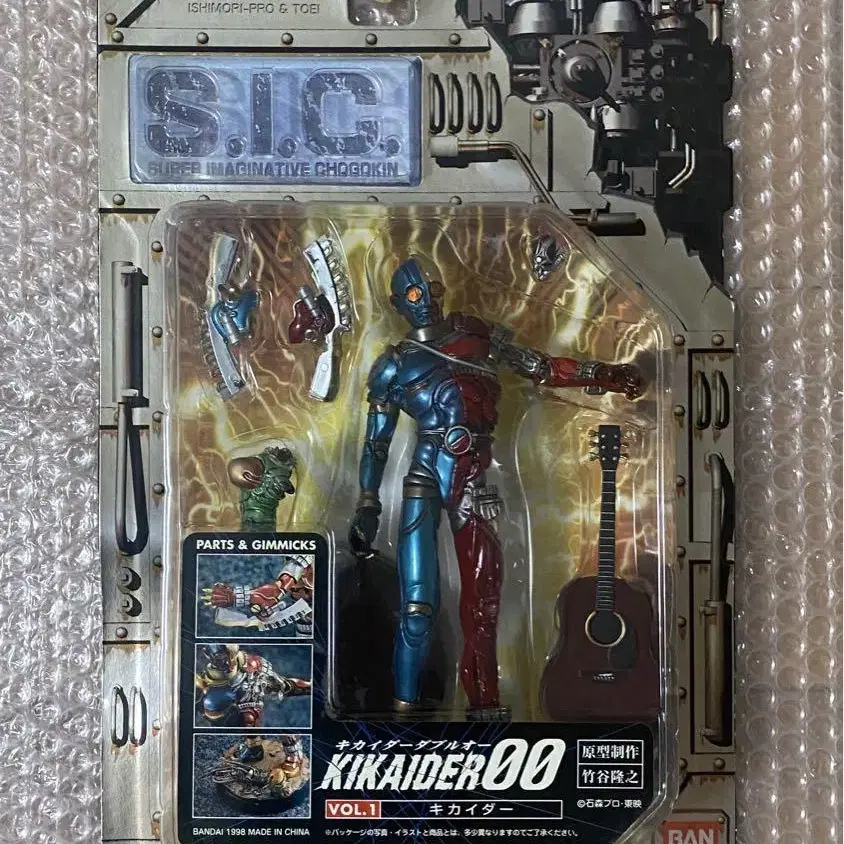 ISHIMORI-PRO & TOEI
S.I.C.
SUPER IMAGINATIVE CHOGOKIN
PARTS & GIMMICKS
キカイダーダブルオー
KIKAIDER00
原型制作
竹谷隆之
VOL.1 キカイダー
©石森プロ・東映
BANDAI 1998 MADE IN CHINA
※パッケージの写真・イラストと商品とは、多少異なりますのでご了承ください。
BAN